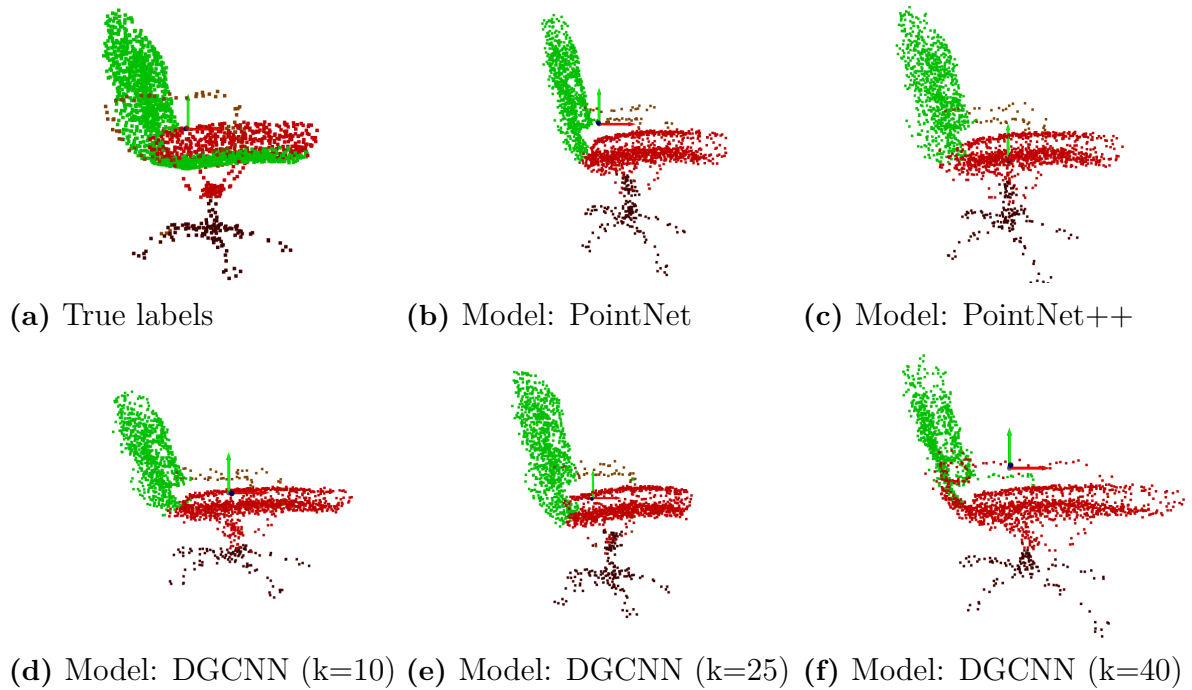 (a) True labels
(b) Model: PointNet
(c) Model: PointNet++
(d) Model: DGCNN (k=10)
(e) Model: DGCNN (k=25)
(f) Model: DGCNN (k=40)